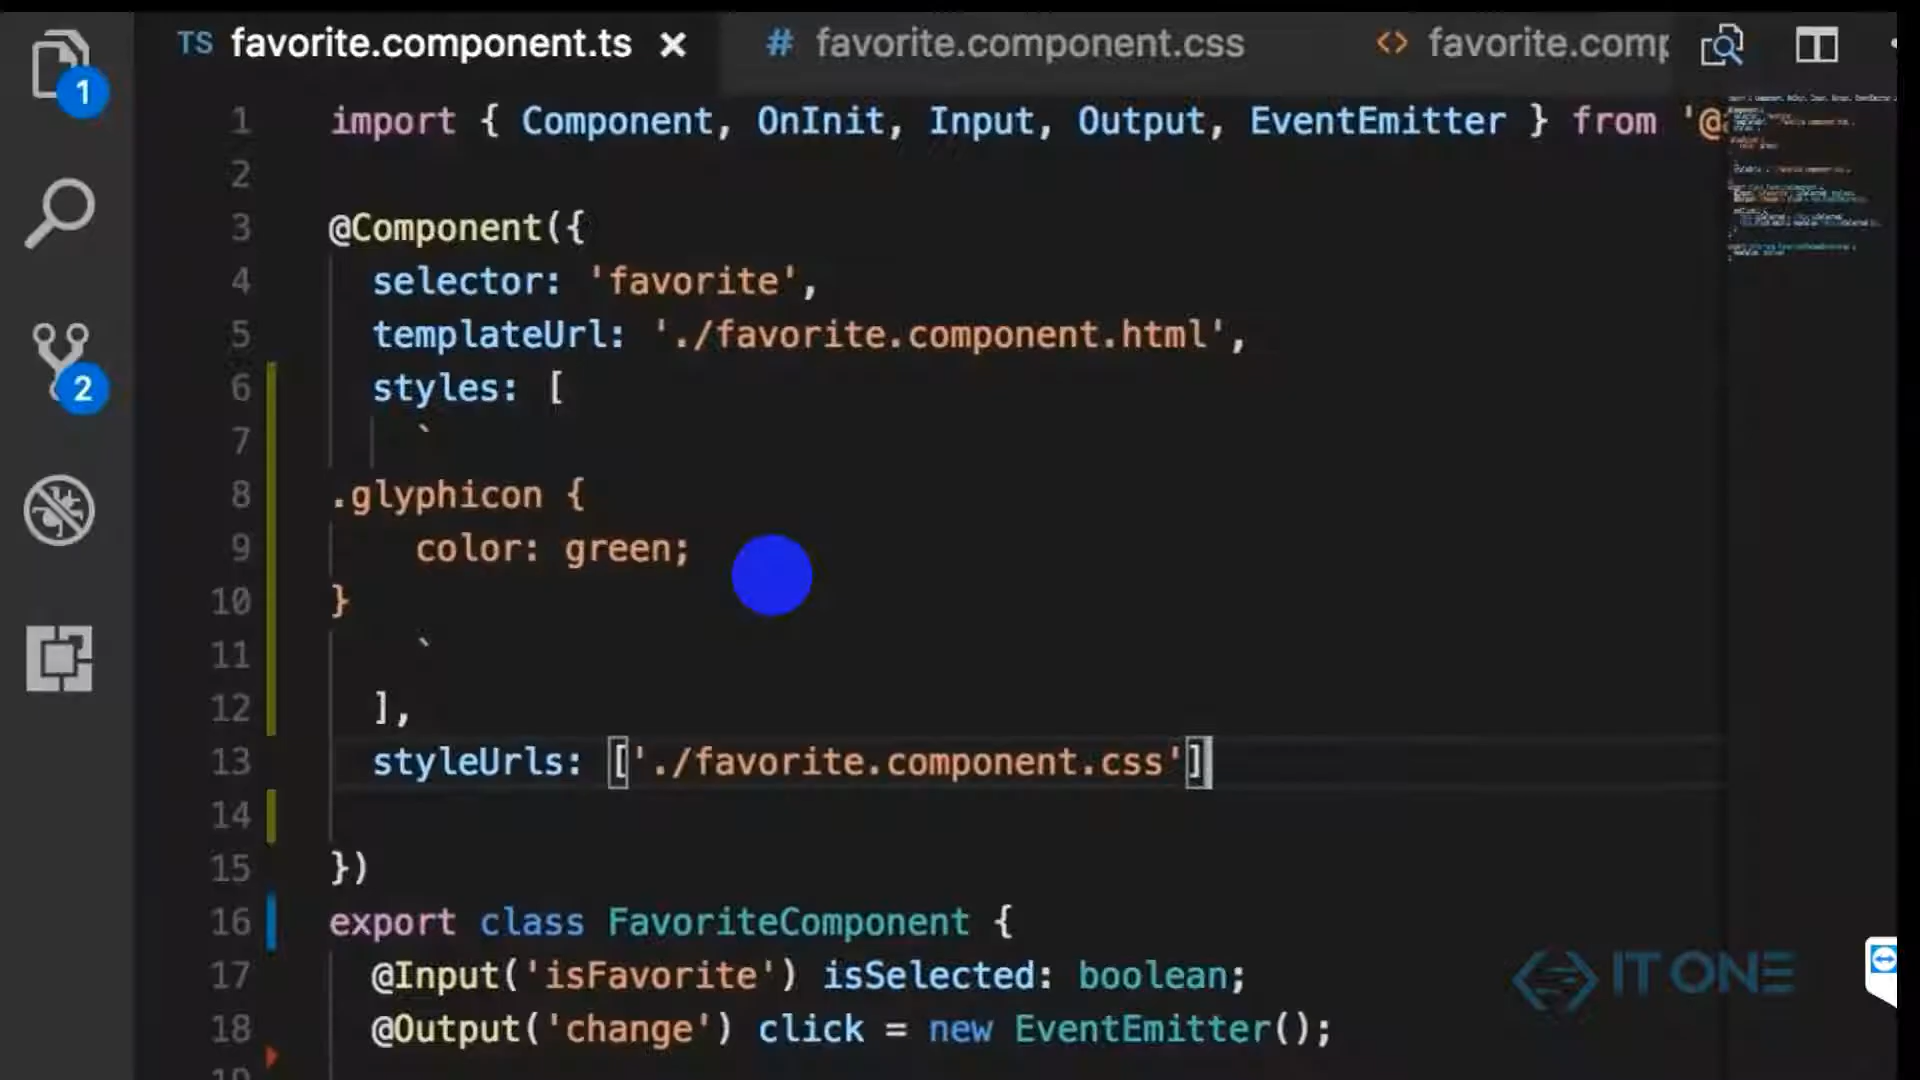 TS favorite.component.ts × # favorite.component.css <> favorite.comp
1 import { Component, OnInit, Input, Output, EventEmitter } from '@
2
3 @Component({
4 selector: 'favorite',
5 templateUrl: './favorite.component.html',
6 styles: [
7 `
8 .glyphicon {
9 color: green;
10 }
11 `
12 ],
13 styleUrls: ['./favorite.component.css']
14
15 })
16 export class FavoriteComponent {
17 @Input('isFavorite') isSelected: boolean;
18 @Output('change') click = new EventEmitter();
19
1
2
IT ONE